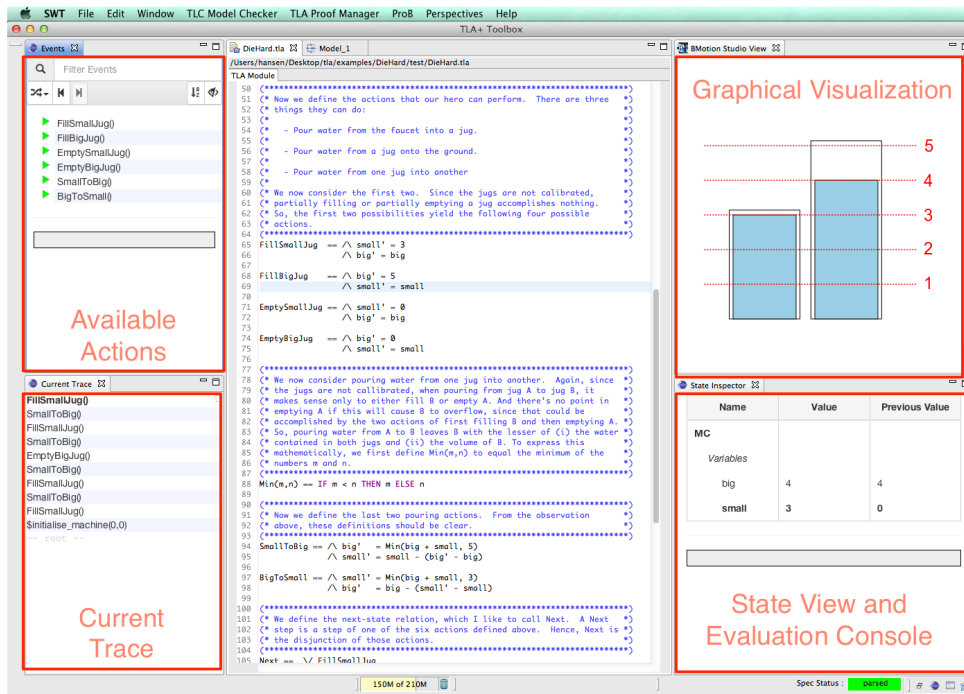 SWT File Edit Window TLC Model Checker TLA Proof Manager ProB Perspectives Help
TLA+ Toolbox
Events
Filter Events
FillSmallJug()
FillBigJug()
EmptySmallJug()
EmptyBigJug()
SmallToBig()
BigToSmall()
Available
Actions
Current Trace
FillSmallJug()
SmallToBig()
FillSmallJug()
SmallToBig()
EmptyBigJug()
SmallToBig()
FillSmallJug()
SmallToBig()
FillSmallJug()
$initialise_machine(0,0)
-- root --
Current
Trace
DieHard.tla Model_1
/Users/hansen/Desktop/tla/examples/DieHard/test/DieHard.tla
TLA Module
50 (***********************************************************************)
51 (* Now we define the actions that our hero can perform. There are three *)
52 (* things they can do: *)
53 (* *)
54 (* - Pour water from the faucet into a jug. *)
55 (* *)
56 (* - Pour water from a jug onto the ground. *)
57 (* *)
58 (* - Pour water from one jug into another *)
59 (* *)
60 (* We now consider the first two. Since the jugs are not calibrated, *)
61 (* partially filling or partially emptying a jug accomplishes nothing. *)
62 (* So, the first two possibilities yield the following four possible *)
63 (* actions. *)
64 (***********************************************************************)
65 FillSmallJug == /\ small' = 3
66 /\ big' = big
67
68 FillBigJug == /\ big' = 5
69 /\ small' = small
70
71 EmptySmallJug == /\ small' = 0
72 /\ big' = big
73
74 EmptyBigJug == /\ big' = 0
75 /\ small' = small
76
77 (***********************************************************************)
78 (* We now consider pouring water from one jug into another. Again, since *)
79 (* the jugs are not callibrated, when pouring from jug A to jug B, it *)
80 (* makes sense only to either fill B or empty A. And there's no point in *)
81 (* emptying A if this will cause B to overflow, since that could be *)
82 (* accomplished by the two actions of first filling B and then emptying A. *)
83 (* So, pouring water from A to B leaves B with the lesser of (i) the water *)
84 (* contained in both jugs and (ii) the volume of B. To express this *)
85 (* mathematically, we first define Min(m,n) to equal the minimum of the *)
86 (* numbers m and n. *)
87 (***********************************************************************)
88 Min(m,n) == IF m < n THEN m ELSE n
89
90 (***********************************************************************)
91 (* Now we define the last two pouring actions. From the observation *)
92 (* above, these definitions should be clear. *)
93 (***********************************************************************)
94 SmallToBig == /\ big' = Min(big + small, 5)
95 /\ small' = small - (big' - big)
96
97 BigToSmall == /\ small' = Min(big + small, 3)
98 /\ big' = big - (small' - small)
99
100 (***********************************************************************)
101 (* We define the next-state relation, which I like to call Next. A Next *)
102 (* step is a step of one of the six actions defined above. Hence, Next is *)
103 (* the disjunction of those actions. *)
104 (***********************************************************************)
105 Next == \/ FillSmallJug
BMotion Studio View
Graphical Visualization
5
4
3
2
1
State Inspector
Name Value Previous Value
MC
Variables
big 4 4
small 3 0
State View and
Evaluation Console
150M of 210M
Spec Status : parsed